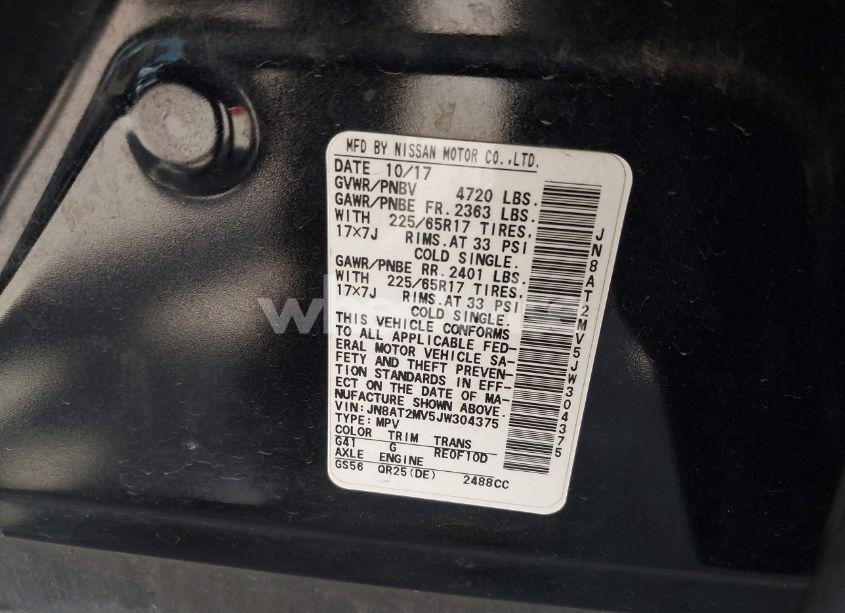 MFD BY NISSAN MOTOR CO.,LTD.
DATE 10/17
GVWR/PNBV 4720 LBS.
GAWR/PNBE FR. 2363 LBS.
WITH 225/65R17 TIRES,
17×7J RIMS.AT 33 PSI
COLD SINGLE.
GAWR/PNBE RR. 2401 LBS.
WITH 225/65R17 TIRES,
17×7J RIMS.AT 33 PSI
COLD SINGLE.
THIS VEHICLE CONFORMS
TO ALL APPLICABLE FED-
ERAL MOTOR VEHICLE SA-
FETY AND THEFT PREVEN-
TION STANDARDS IN EFF-
ECT ON THE DATE OF MA-
NUFACTURE SHOWN ABOVE.
VIN: JN8AT2MV5JW304375
TYPE: MPV
COLOR TRIM TRANS
G41 G RE0F10D
AXLE ENGINE
GS56 QR25(DE) 2488CC
JN8AT2MV5JW304375